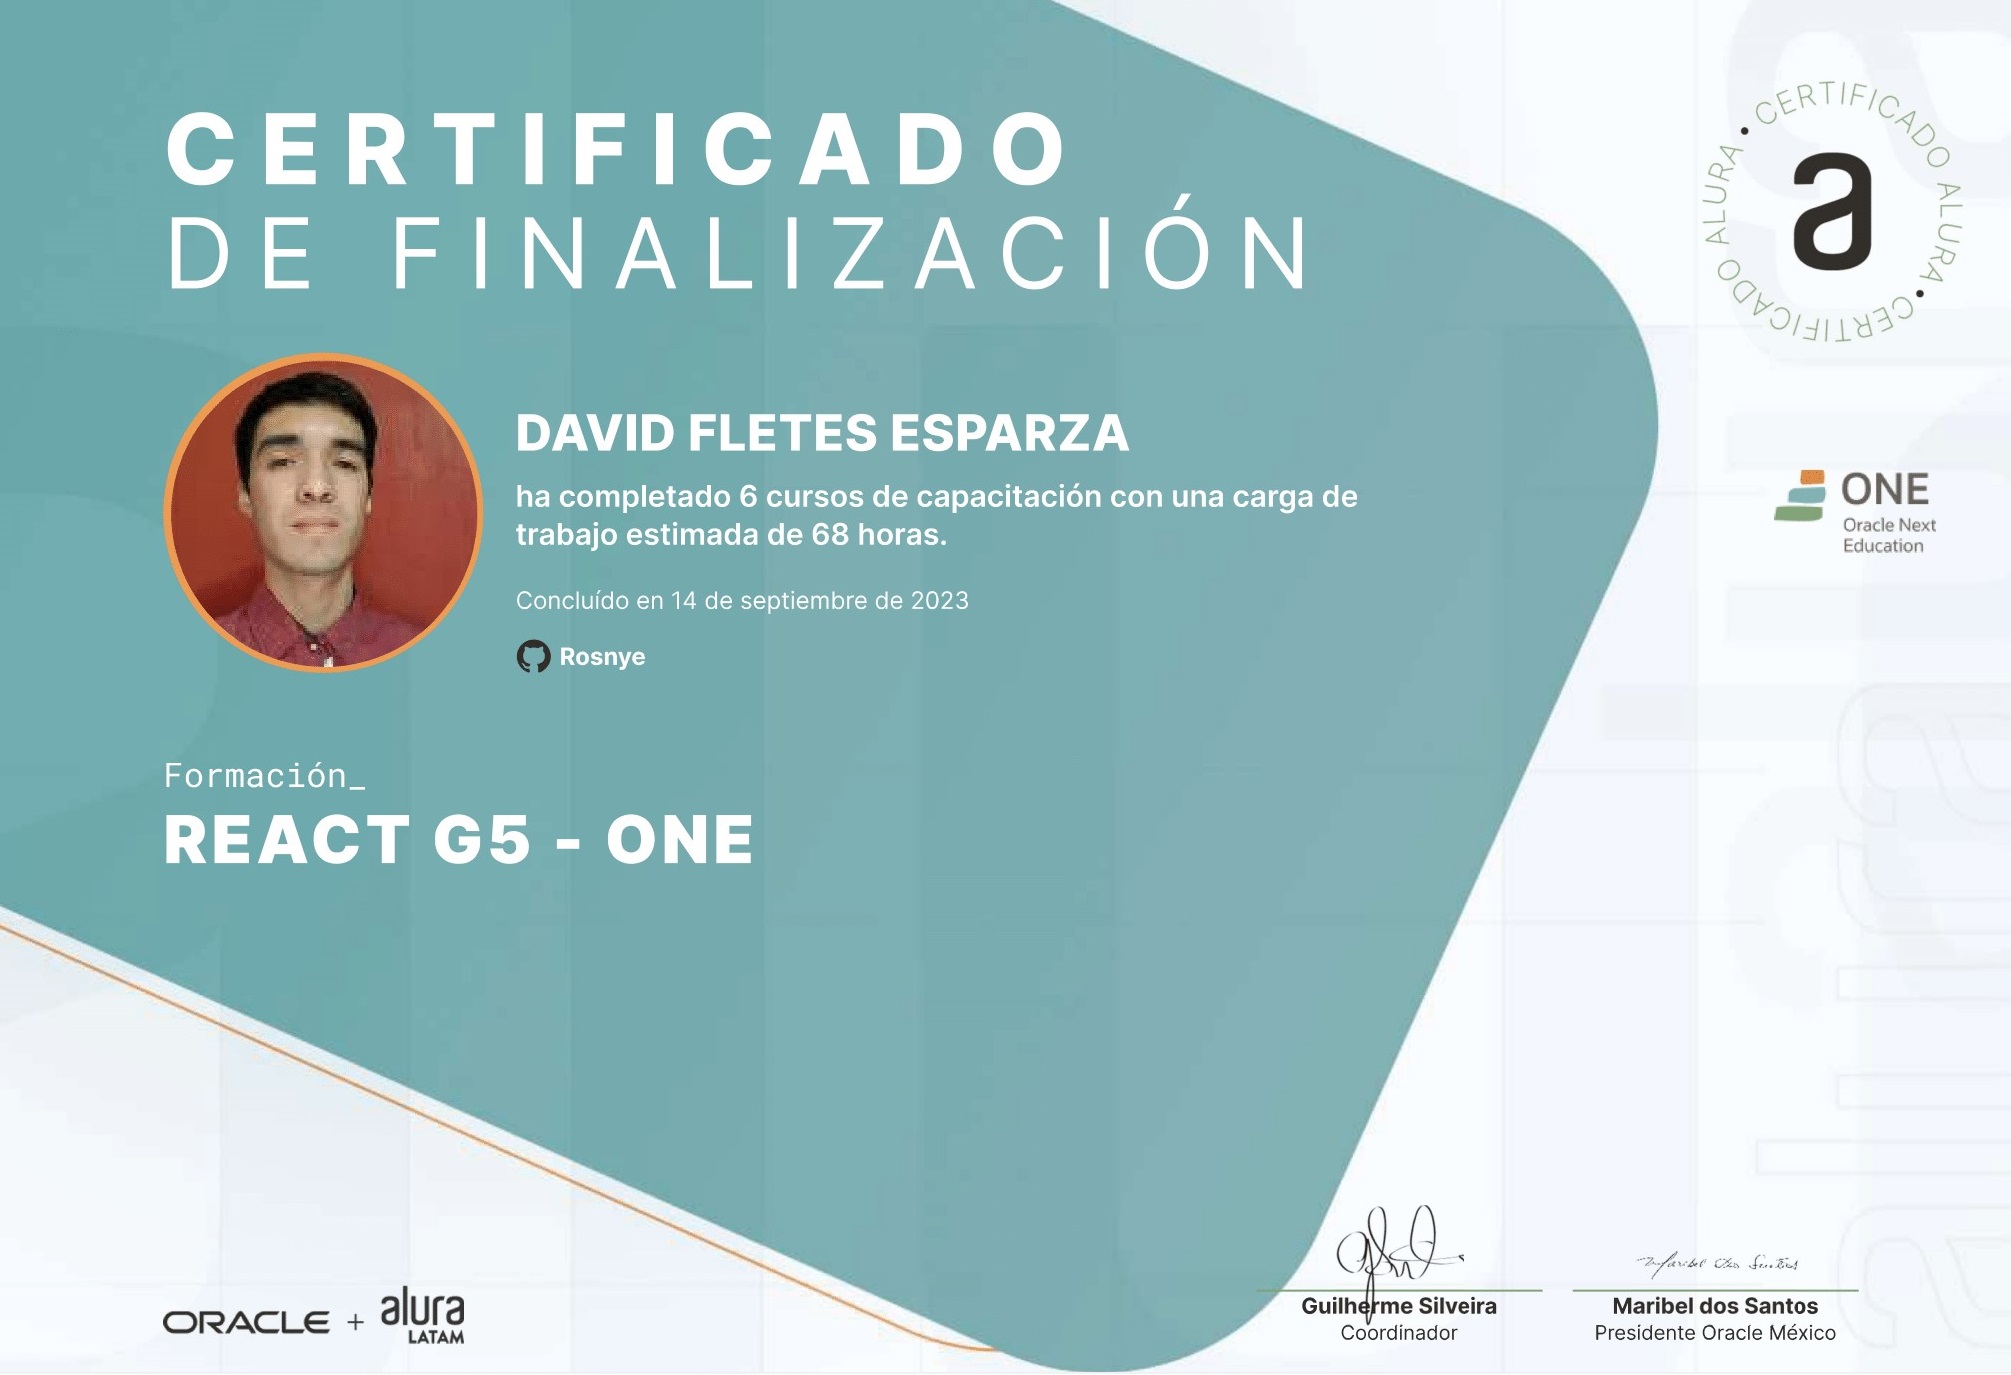 CERTIFICADO
DE FINALIZACIÓN
CERTIFICADO ALURA • CERTIFICADO ALURA •
a
DAVID FLETES ESPARZA
ha completado 6 cursos de capacitación con una carga de
trabajo estimada de 68 horas.
Concluído en 14 de septiembre de 2023
Rosnye
ONE
Oracle Next
Education
Formación_
REACT G5 - ONE
ORACLE + alura
LATAM
Guilherme Silveira
Coordinador
Maribel dos Santos
Presidente Oracle México